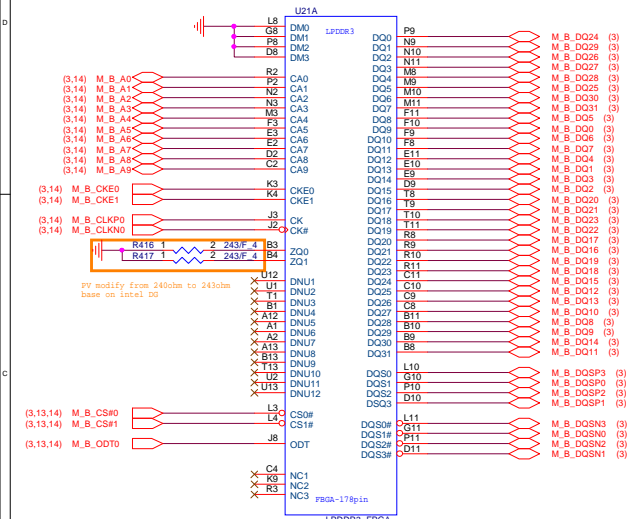 U21A
LPDDR3
D
L8 DM0
G8 DM1
P8 DM2
D8 DM3
(3,14) M_B_A0 R2 CA0
(3,14) M_B_A1 P2 CA1
(3,14) M_B_A2 N2 CA2
(3,14) M_B_A3 N3 CA3
(3,14) M_B_A4 M3 CA4
(3,14) M_B_A5 F3 CA5
(3,14) M_B_A6 E3 CA6
(3,14) M_B_A7 E2 CA7
(3,14) M_B_A8 D2 CA8
(3,14) M_B_A9 C2 CA9
(3,14) M_B_CKE0 K3 CKE0
(3,14) M_B_CKE1 K4 CKE1
(3,14) M_B_CLKP0 J3 CK
(3,14) M_B_CLKN0 J2 CK#
R416 1 2 243/F_4 B3 ZQ0
R417 1 2 243/F_4 B4 ZQ1
PV modify from 240ohm to 243ohm
base on intel DG
U12 DNU1
U1 DNU2
T1 DNU3
B1 DNU4
A12 DNU5
A1 DNU6
A2 DNU7
A13 DNU8
B13 DNU9
T13 DNU10
U2 DNU11
U13 DNU12
C
(3,13,14) M_B_CS#0 L3 CS0#
(3,13,14) M_B_CS#1 L4 CS1#
(3,13,14) M_B_ODT0 J8 ODT
C4 NC1
K9 NC2
R3 NC3
FBGA-178pin
DQ0 P9 M_B_DQ24 (3)
DQ1 N9 M_B_DQ29 (3)
DQ2 N10 M_B_DQ26 (3)
DQ3 N11 M_B_DQ27 (3)
DQ4 M8 M_B_DQ28 (3)
DQ5 M9 M_B_DQ25 (3)
DQ6 M10 M_B_DQ30 (3)
DQ7 M11 M_B_DQ31 (3)
DQ8 F11 M_B_DQ5 (3)
DQ9 F10 M_B_DQ0 (3)
DQ10 F9 M_B_DQ6 (3)
DQ11 F8 M_B_DQ7 (3)
DQ12 E11 M_B_DQ4 (3)
DQ13 E10 M_B_DQ1 (3)
DQ14 E9 M_B_DQ3 (3)
DQ15 D9 M_B_DQ2 (3)
DQ16 T8 M_B_DQ20 (3)
DQ17 T9 M_B_DQ21 (3)
DQ18 T10 M_B_DQ23 (3)
DQ19 T11 M_B_DQ22 (3)
DQ20 R8 M_B_DQ17 (3)
DQ21 R9 M_B_DQ16 (3)
DQ22 R10 M_B_DQ19 (3)
DQ23 R11 M_B_DQ18 (3)
DQ24 C11 M_B_DQ15 (3)
DQ25 C10 M_B_DQ12 (3)
DQ26 C9 M_B_DQ13 (3)
DQ27 C8 M_B_DQ10 (3)
DQ28 B11 M_B_DQ8 (3)
DQ29 B10 M_B_DQ9 (3)
DQ30 B9 M_B_DQ14 (3)
DQ31 B8 M_B_DQ11 (3)
DQS0 L10 M_B_DQSP3 (3)
DQS1 G10 M_B_DQSP0 (3)
DQS2 P10 M_B_DQSP2 (3)
DSQ3 D10 M_B_DQSP1 (3)
DQS0# L11 M_B_DQSN3 (3)
DQS1# G11 M_B_DQSN0 (3)
DQS2# P11 M_B_DQSN2 (3)
DQS3# D11 M_B_DQSN1 (3)